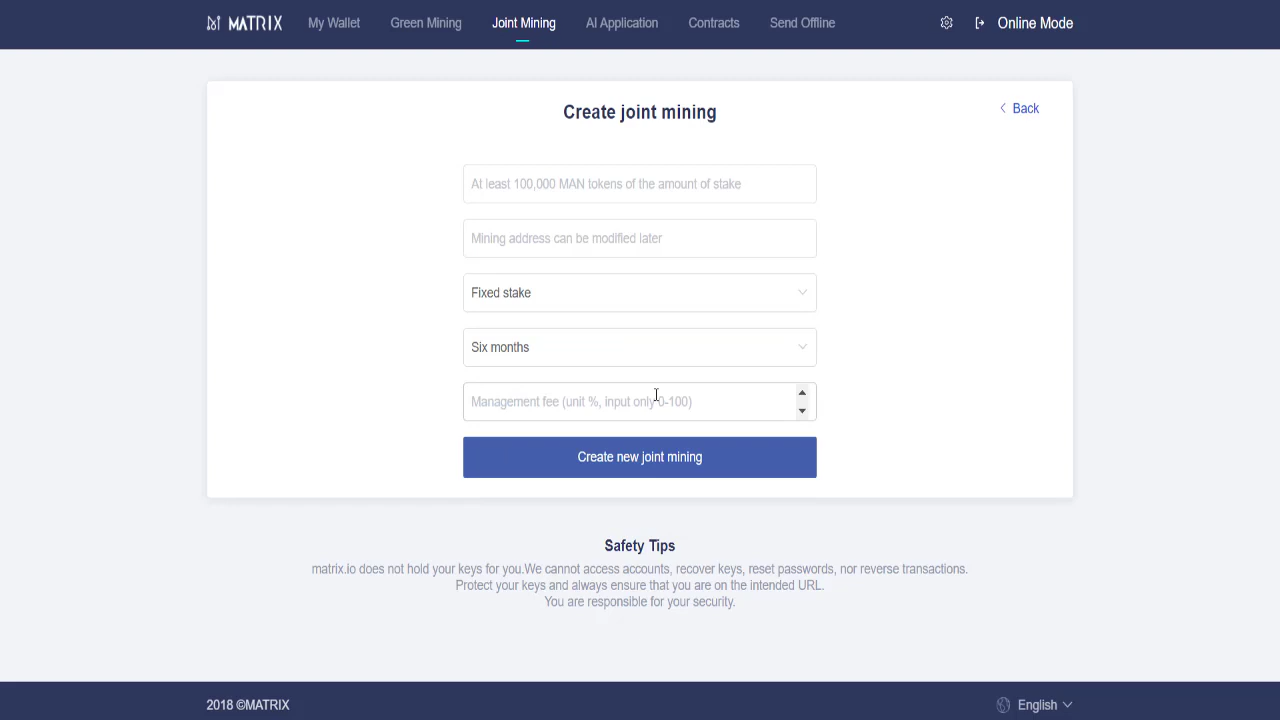 MATRIX My Wallet Green Mining Joint Mining AI Application Contracts Send Offline Online Mode
Create joint mining
Back
At least 100,000 MAN tokens of the amount of stake
Mining address can be modified later
Fixed stake
Six months
Management fee (unit %, input only 0-100)
Create new joint mining
Safety Tips
matrix.io does not hold your keys for you.We cannot access accounts, recover keys, reset passwords, nor reverse transactions.
Protect your keys and always ensure that you are on the intended URL.
You are responsible for your security.
2018 ©MATRIX English